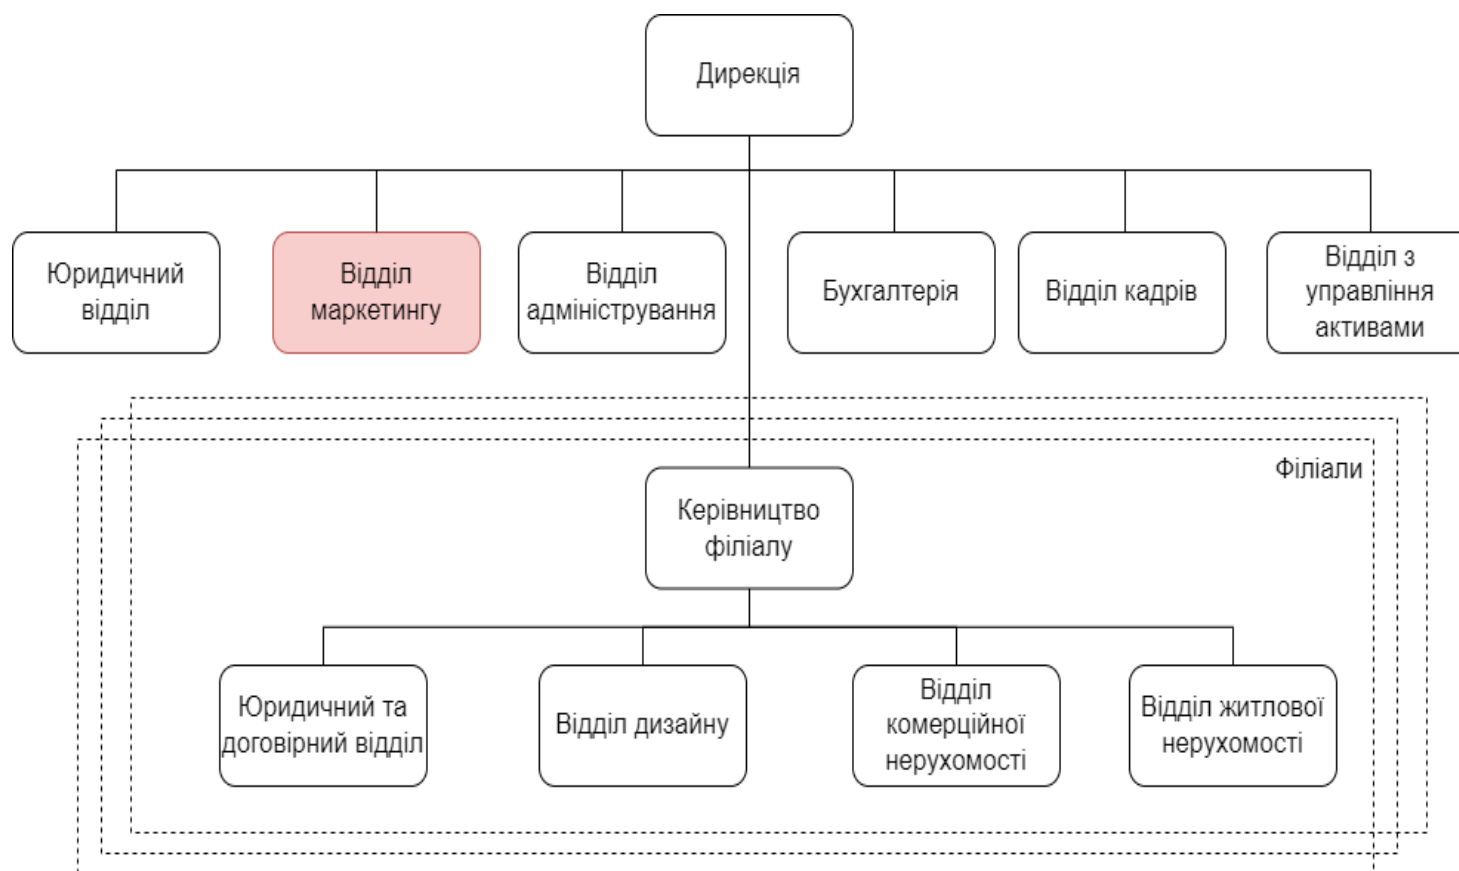 Дирекція
Юридичний
відділ
Відділ
маркетингу
Відділ
адміністрування
Бухгалтерія
Відділ кадрів
Відділ з
управління
активами
Філіали
Керівництво
філіалу
Юридичний та
договірний відділ
Відділ дизайну
Відділ
комерційної
нерухомості
Відділ житлової
нерухомості